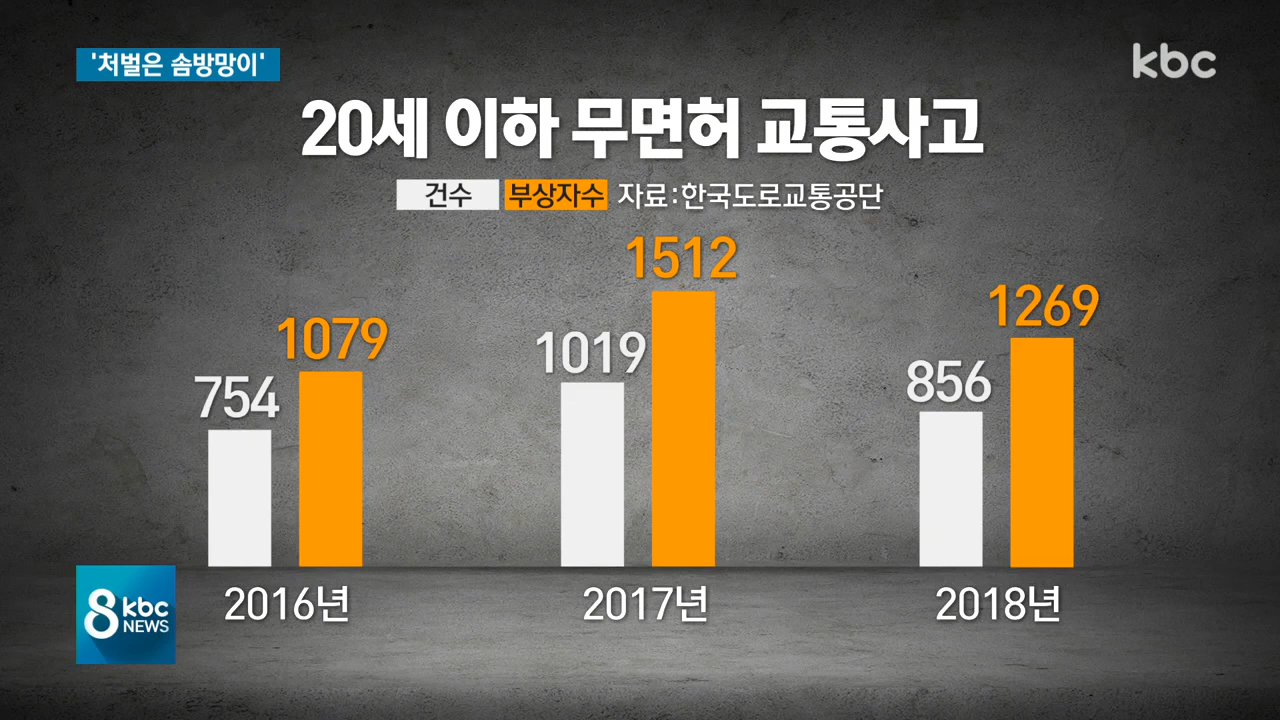 '처벌은 솜방망이'
kbc
20세 이하 무면허 교통사고
건수 부상자수 자료:한국도로교통공단
1512
1269
1079
1019
856
754
2016년 2017년 2018년
8 kbc
NEWS